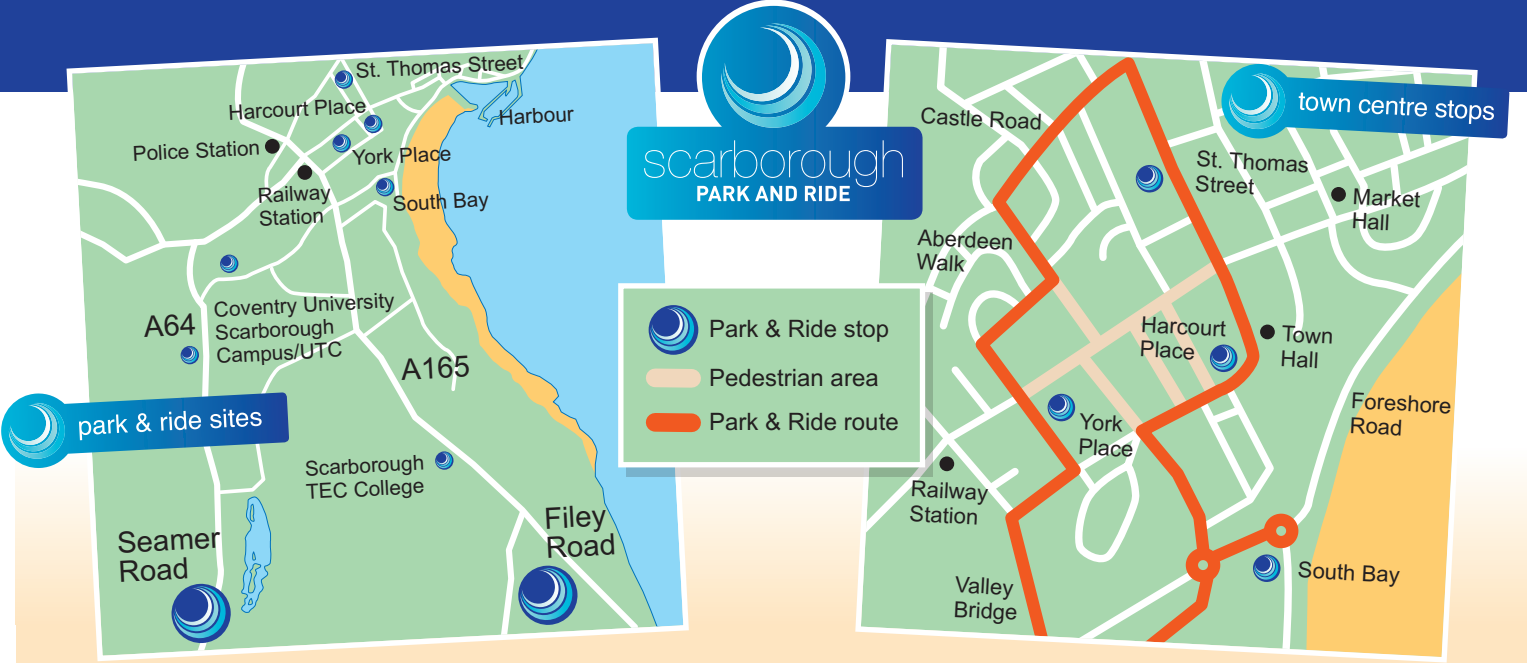 St. Thomas Street
Harcourt Place
Harbour
Police Station
York Place
Railway
Station
South Bay
Coventry University
Scarborough
Campus/UTC
A64
A165
park & ride sites
Scarborough
TEC College
Seamer
Road
Filey
Road
scarborough
PARK AND RIDE
Park & Ride stop
Pedestrian area
Park & Ride route
town centre stops
Castle Road
St. Thomas
Street
Market
Hall
Aberdeen
Walk
Harcourt
Place
Town
Hall
Foreshore
Road
York
Place
Railway
Station
South Bay
Valley
Bridge